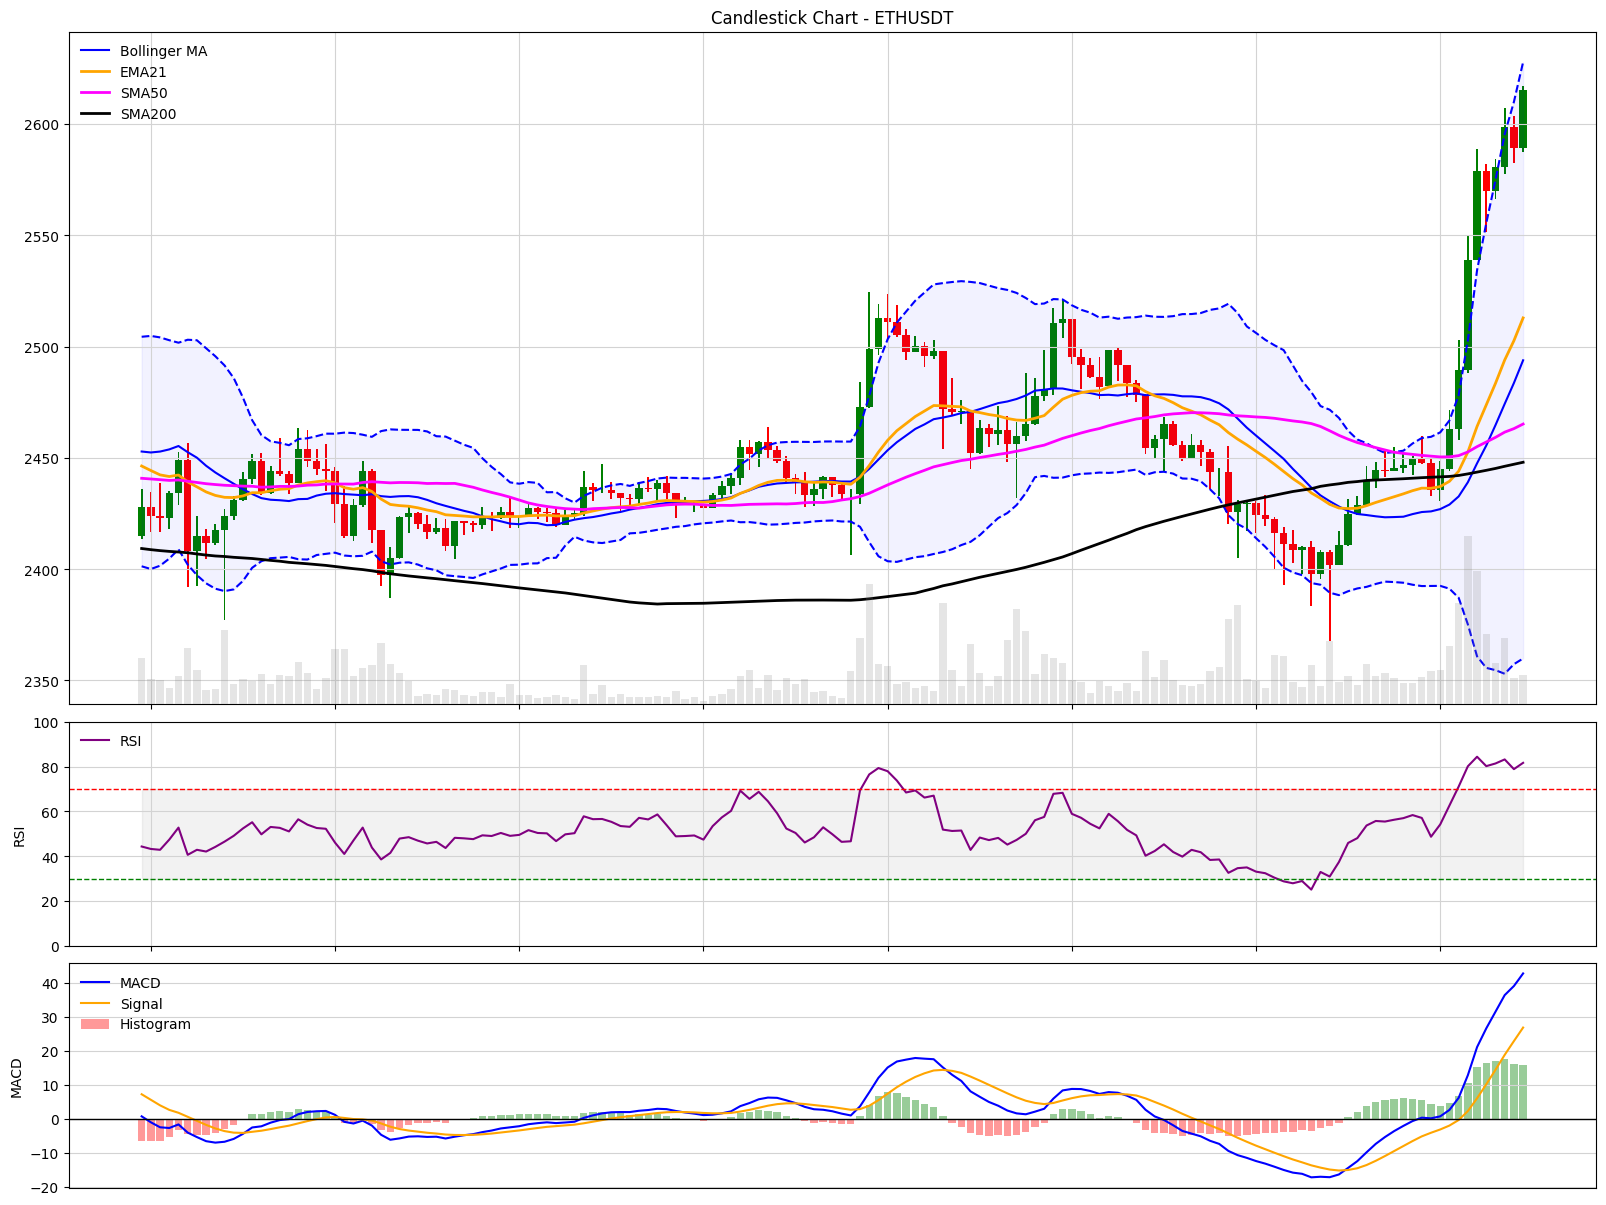 Candlestick Chart - ETHUSDT
Bollinger MA
EMA21
SMA50
SMA200
2600
2550
2500
2450
2400
2350
RSI
RSI
100
80
60
40
20
0
MACD
Signal
Histogram
MACD
40
30
20
10
0
−10
−20